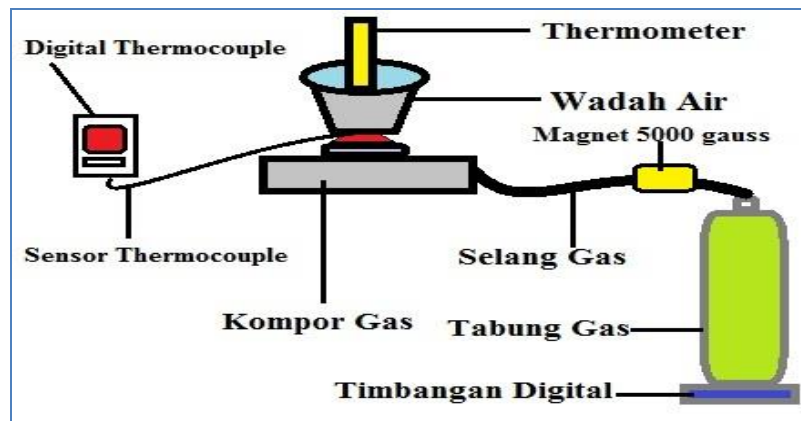 Thermometer
Digital Thermocouple
Wadah Air
Magnet 5000 gauss
Sensor Thermocouple
Selang Gas
Kompor Gas
Tabung Gas
Timbangan Digital